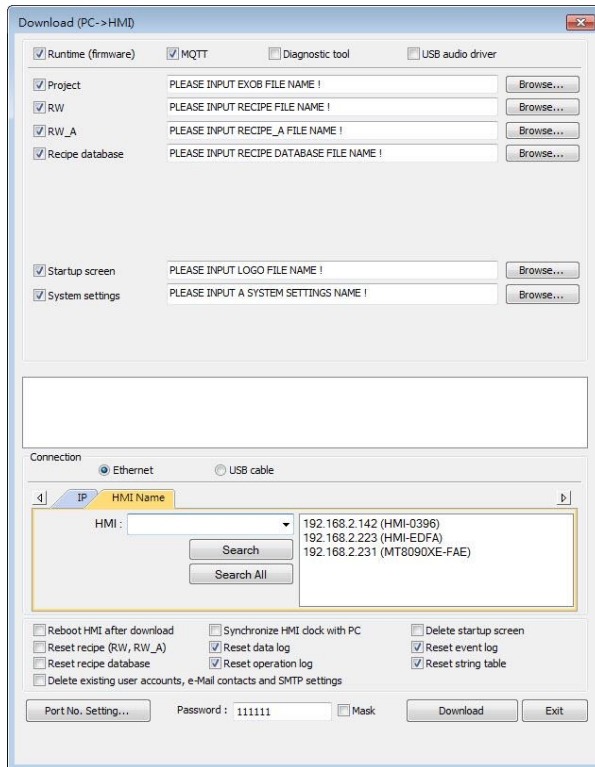 Download (PC->HMI)
Runtime (firmware) MQTT Diagnostic tool USB audio driver
Project PLEASE INPUT EXOB FILE NAME ! Browse...
RW PLEASE INPUT RECIPE FILE NAME ! Browse...
RW_A PLEASE INPUT RECIPE_A FILE NAME ! Browse...
Recipe database PLEASE INPUT RECIPE DATABASE FILE NAME ! Browse...
Startup screen PLEASE INPUT LOGO FILE NAME ! Browse...
System settings PLEASE INPUT A SYSTEM SETTINGS NAME ! Browse...
Connection
Ethernet USB cable
IP HMI Name
HMI : 192.168.2.142 (HMI-0396)
192.168.2.223 (HMI-EDFA)
Search 192.168.2.231 (MT8090XE-FAE)
Search All
Reboot HMI after download Synchronize HMI clock with PC Delete startup screen
Reset recipe (RW, RW_A) Reset data log Reset event log
Reset recipe database Reset operation log Reset string table
Delete existing user accounts, e-Mail contacts and SMTP settings
Port No. Setting... Password : 111111 Mask Download Exit